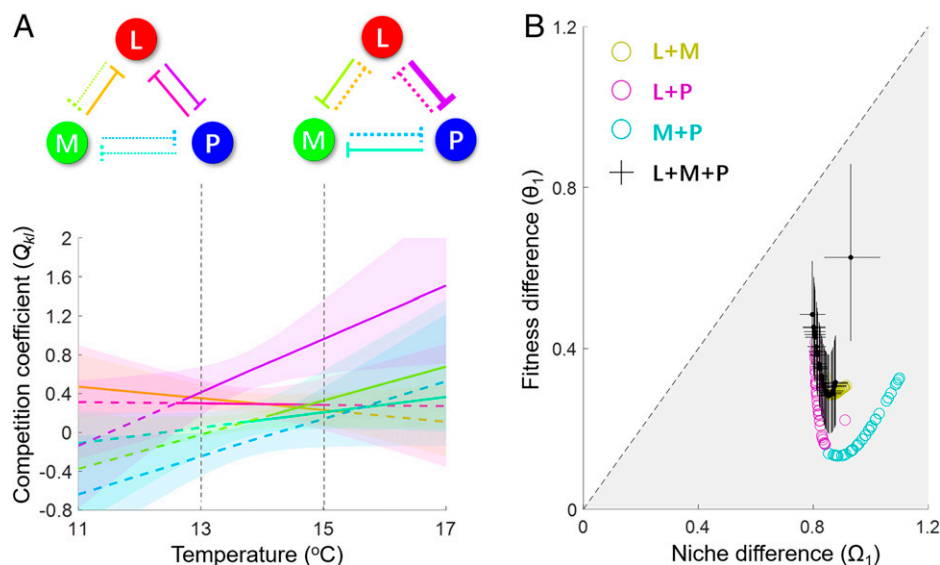 A
L
M
P
L
M
P
Competition coefficient (Qkl)
2
1.6
1.2
0.8
0.4
0
-0.4
-0.8
11
13
15
17
Temperature (°C)
B
Fitness difference (θ1)
1.2
0.8
0.4
0
L+M
L+P
M+P
L+M+P
0
0.4
0.8
1.2
Niche difference (Ω1)